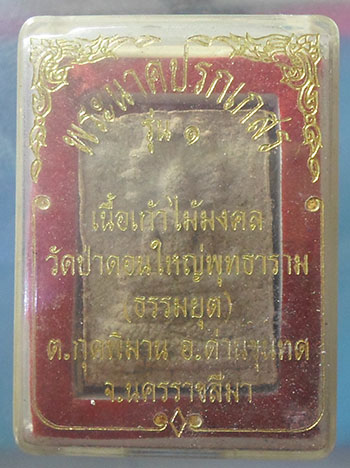 พระนาคปรกเกสร
รุ่น ๑
เนื้อเก้าไม้มงคล
วัดป่าดอนใหญ่พุทธาราม
(ธรรมยุต)
ต.กุดพิมาน อ.ด่านขุนทด
จ.นครราชสีมา